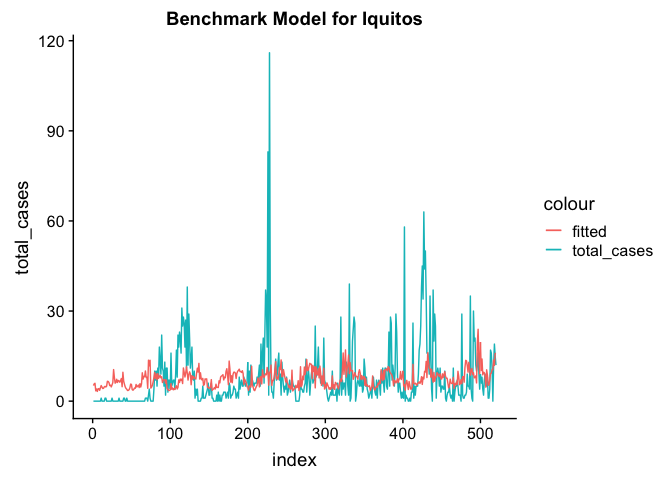 Benchmark Model for Iquitos
120
90
60
30
0
total_cases
0 100 200 300 400 500
index
colour
fitted
total_cases